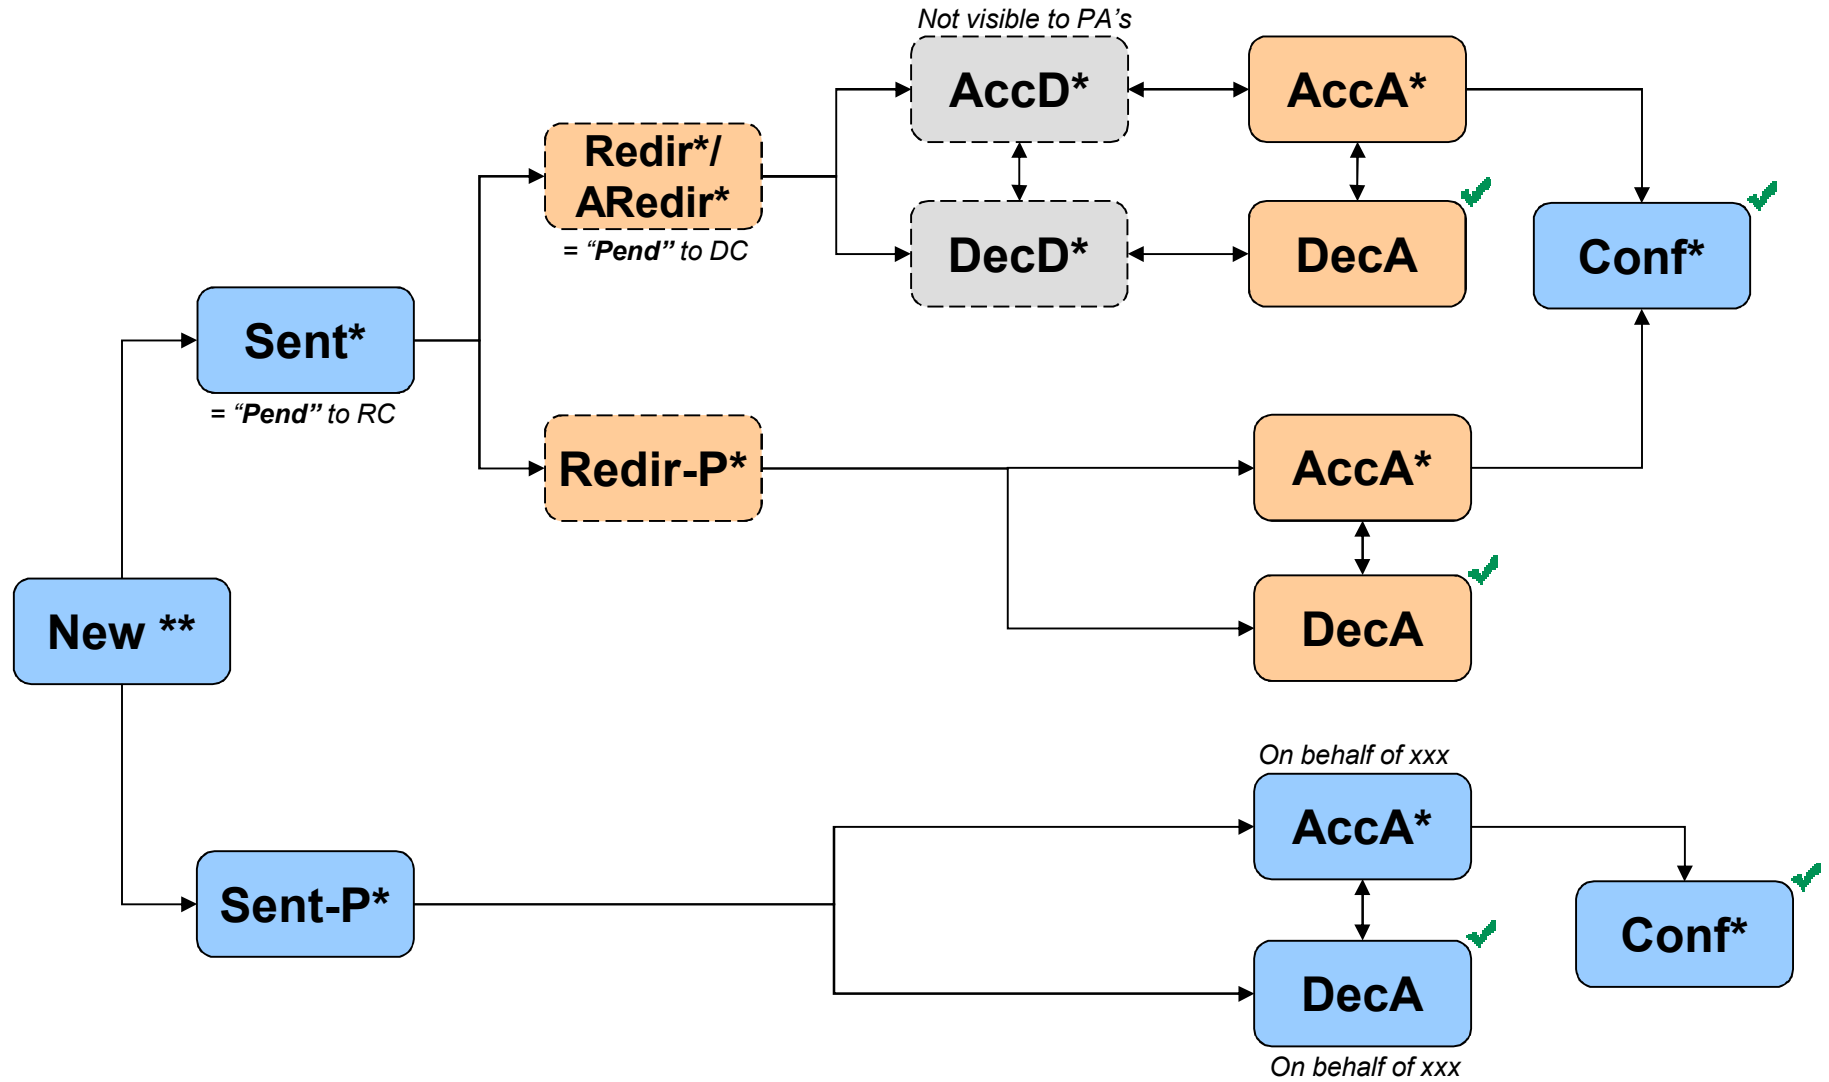 Not visible to PA's
AccD*
AccA*
Redir*/
ARedir*
= “Pend” to DC
DecD*
DecA
Conf*
Sent*
= “Pend” to RC
Redir-P*
AccA*
DecA
New **
On behalf of xxx
AccA*
Sent-P*
Conf*
DecA
On behalf of xxx